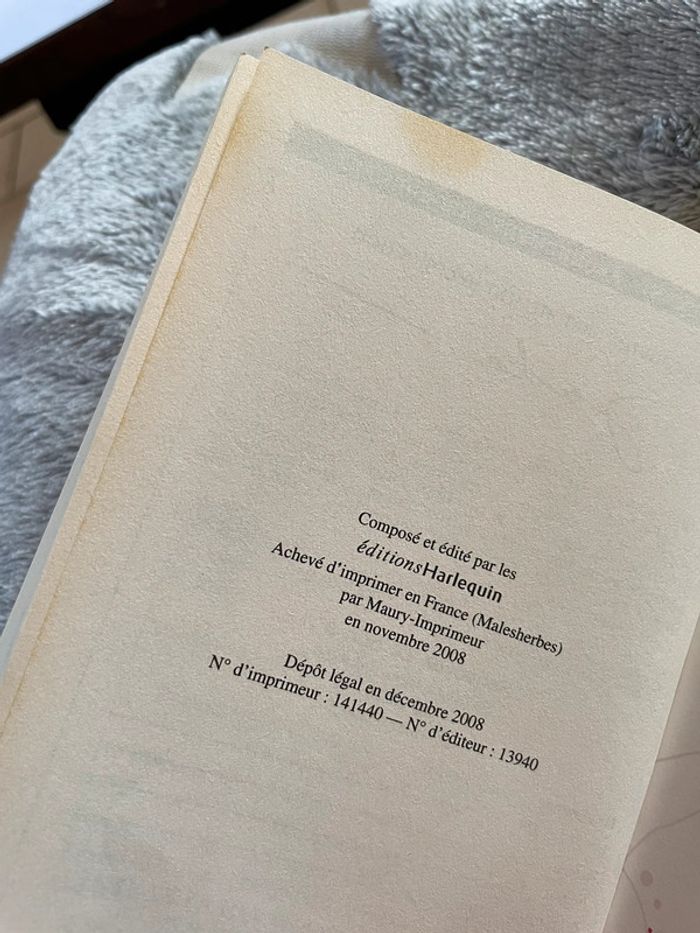 Composé et édité par les
éditionsHarlequin
Achevé d'imprimer en France (Malesherbes)
par Maury-Imprimeur
en novembre 2008
Dépôt légal en décembre 2008
N° d'imprimeur : 141440 — N° d'éditeur : 13940